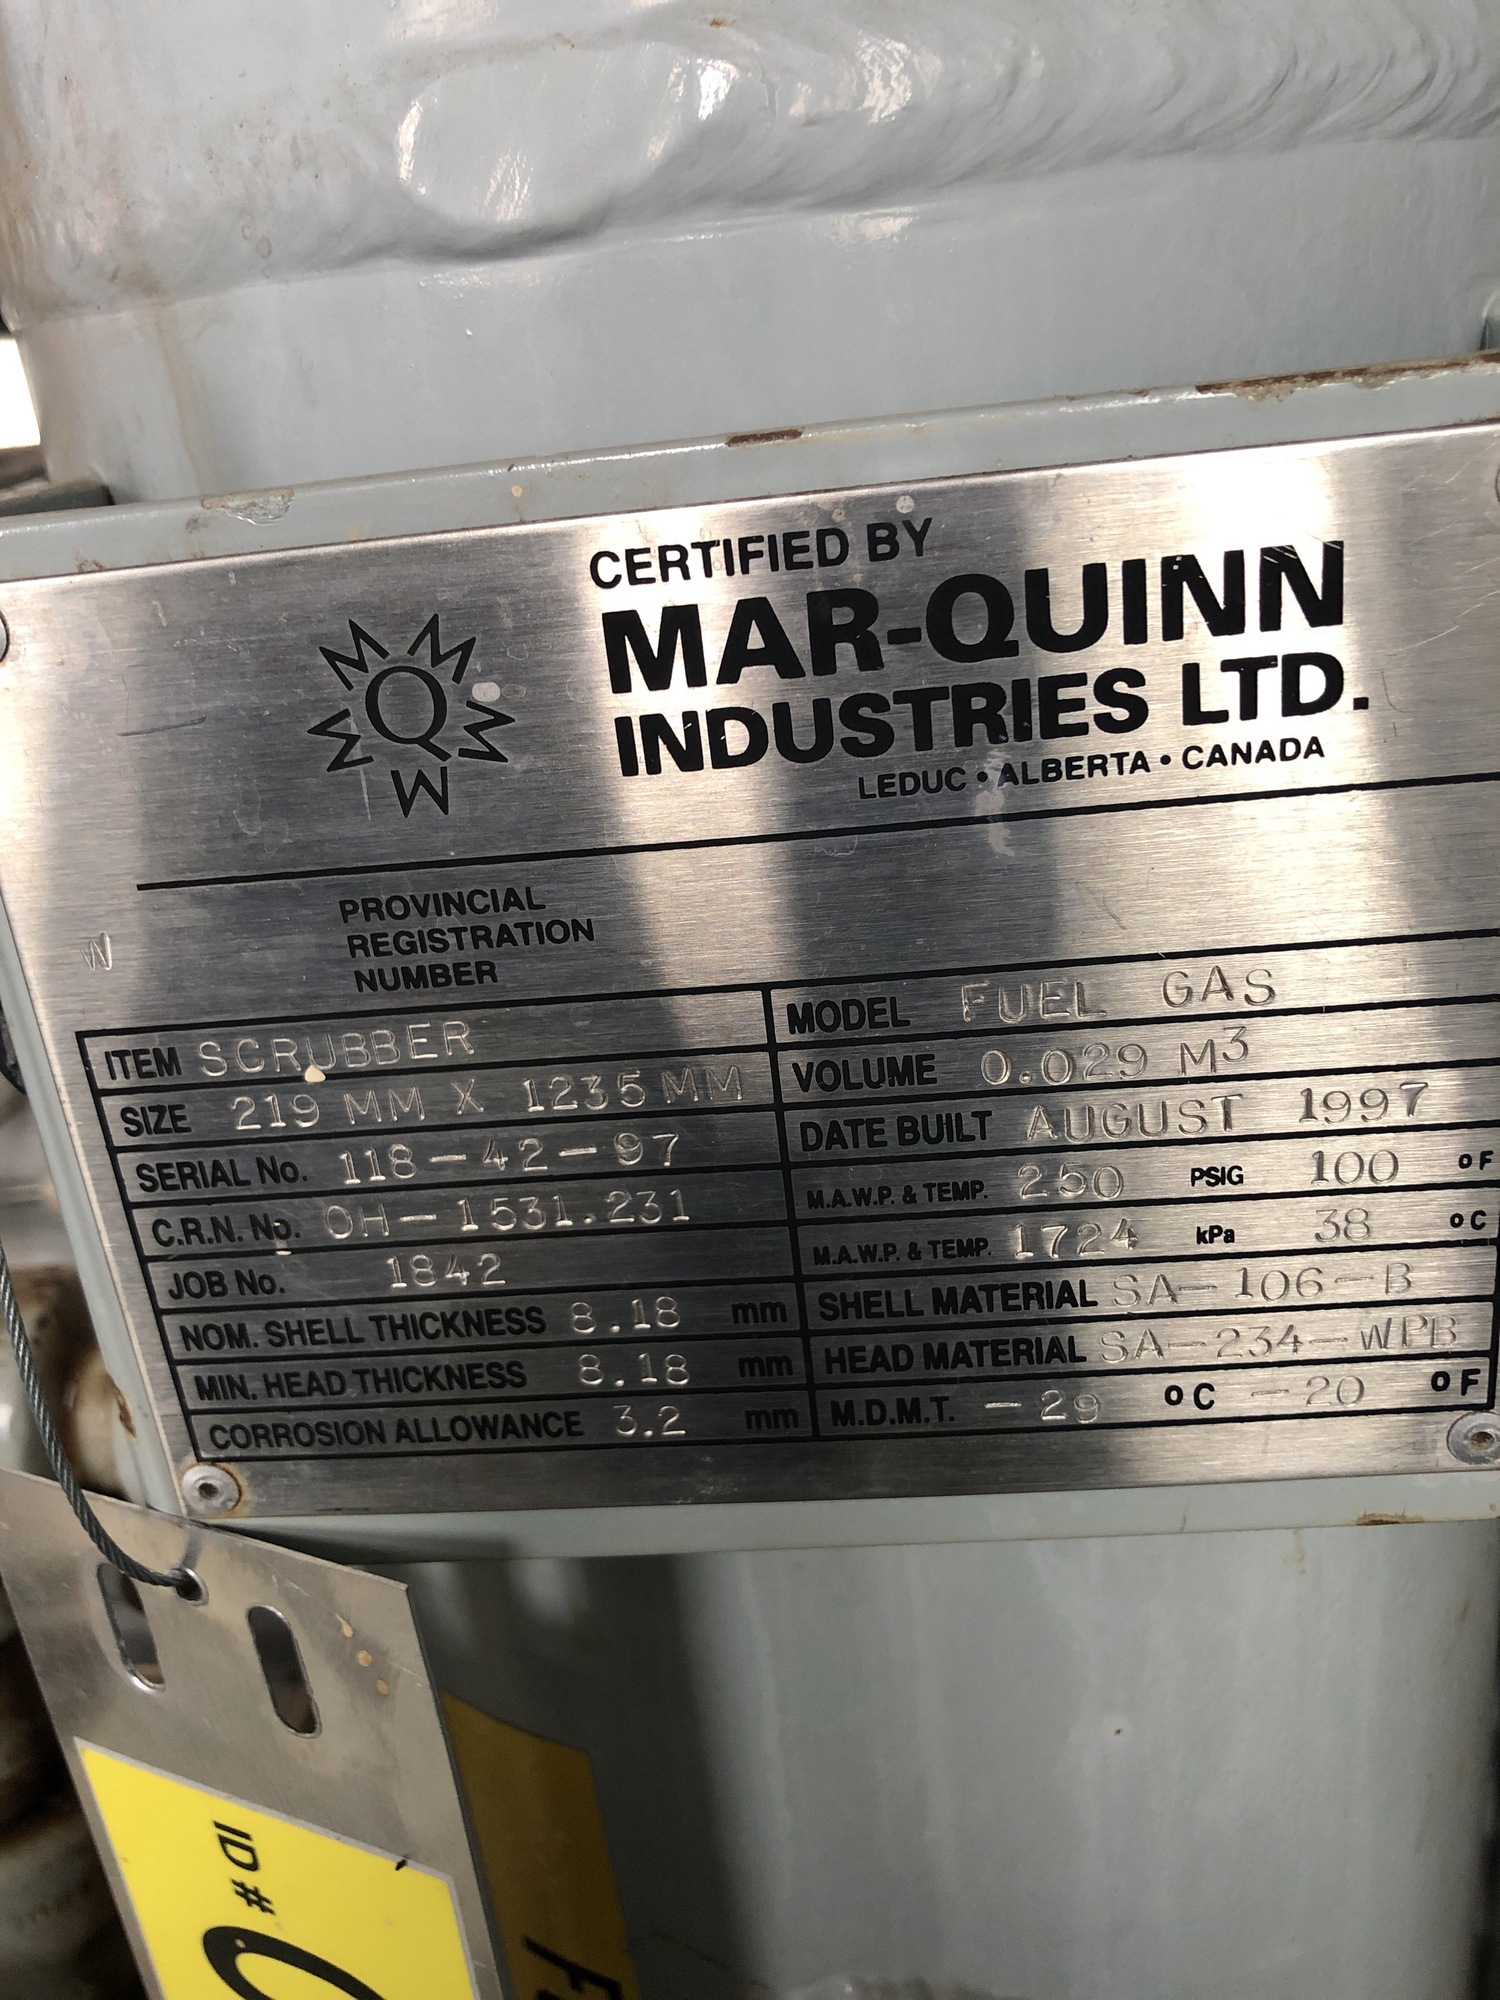 CERTIFIED BY
MAR-QUINN
INDUSTRIES LTD.
LEDUC • ALBERTA • CANADA
MMQMMM
PROVINCIAL
REGISTRATION
NUMBER
W
ITEM SCRUBBER
SIZE 219 MM X 1235 MM
SERIAL No. 118-42-97
C.R.N. No. OH-1531.231
JOB No. 1842
NOM. SHELL THICKNESS 8.18 mm
MIN. HEAD THICKNESS 8.18 mm
CORROSION ALLOWANCE 3.2 mm
MODEL FUEL GAS
VOLUME 0.029 M³
DATE BUILT AUGUST 1997
M.A.W.P. & TEMP. 250 PSIG 100 °F
M.A.W.P. & TEMP. 1724 kPa 38 °C
SHELL MATERIAL SA-106-B
HEAD MATERIAL SA-234-WPB
M.D.M.T. -29 °C -20 °F
ID #